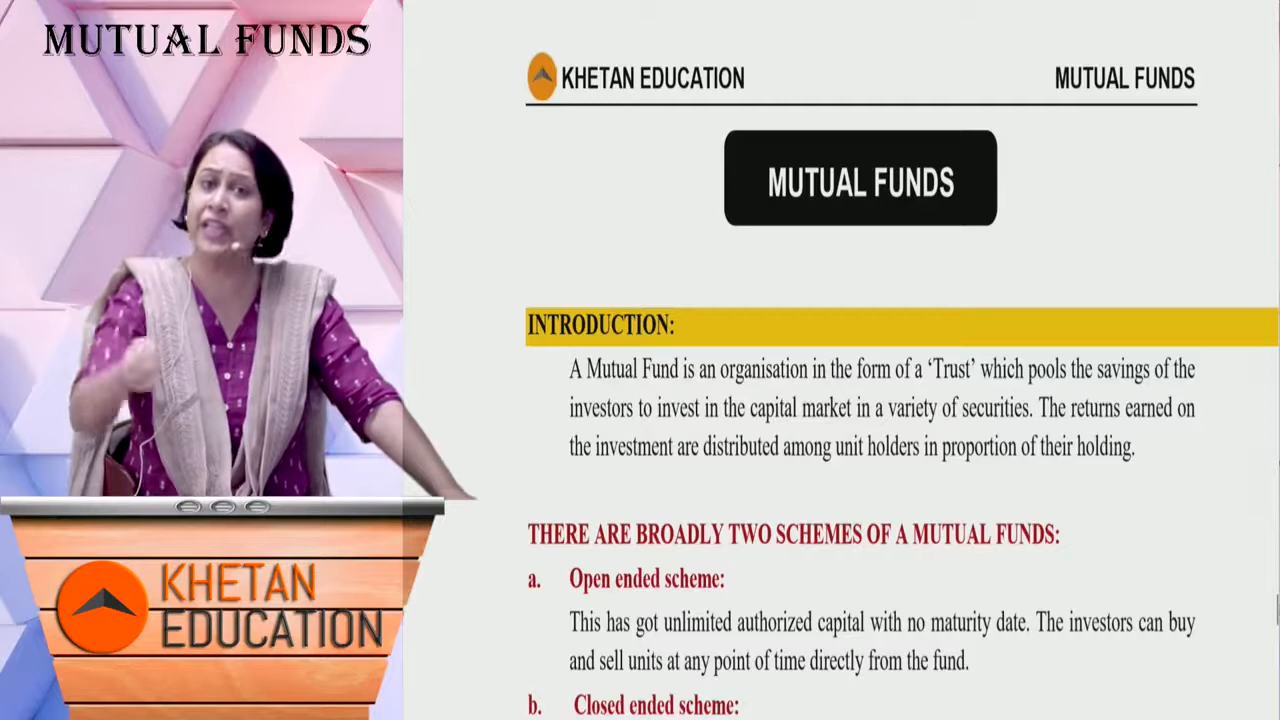 MUTUAL FUNDS
KHETAN EDUCATION
MUTUAL FUNDS
MUTUAL FUNDS
INTRODUCTION:
A Mutual Fund is an organisation in the form of a ‘Trust’ which pools the savings of the
investors to invest in the capital market in a variety of securities. The returns earned on
the investment are distributed among unit holders in proportion of their holding.
THERE ARE BROADLY TWO SCHEMES OF A MUTUAL FUNDS:
a. Open ended scheme:
This has got unlimited authorized capital with no maturity date. The investors can buy
and sell units at any point of time directly from the fund.
b. Closed ended scheme:
KHETAN
EDUCATION